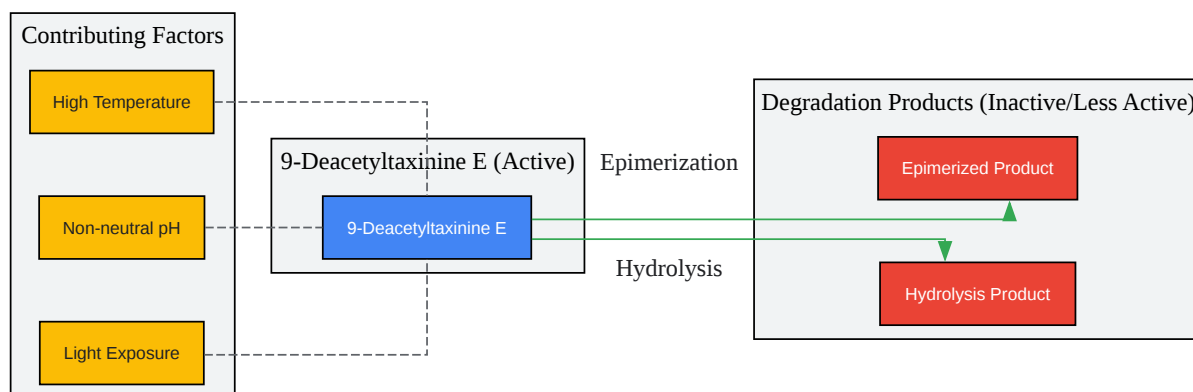 Contributing Factors
High Temperature
Non-neutral pH
Light Exposure
9-Deacetyltaxinine E (Active)
9-Deacetyltaxinine E
Epimerization
Hydrolysis
Degradation Products (Inactive/Less Active)
Epimerized Product
Hydrolysis Product